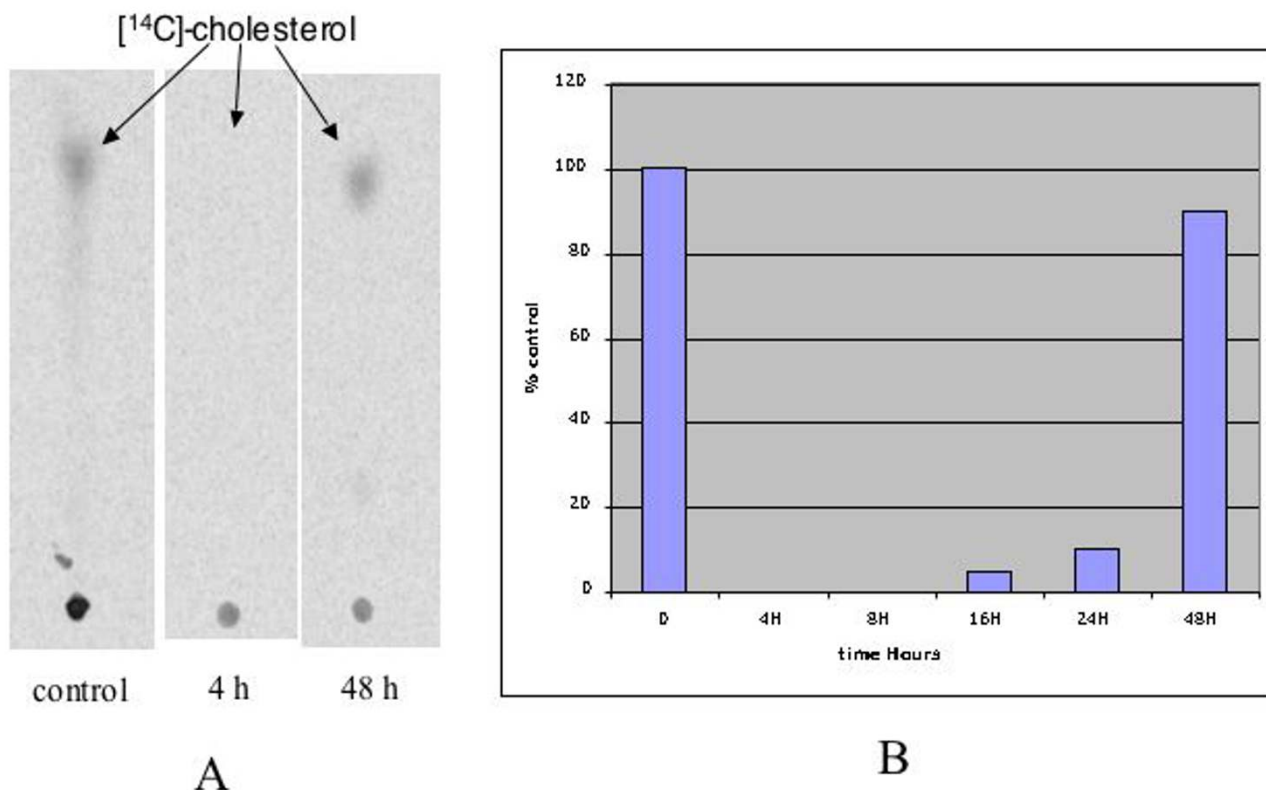 [¹⁴C]-cholesterol
control
4 h
48 h
A
120
100
80
60
40
20
0
% control
0
4H
8H
16H
24H
48H
time Hours
B